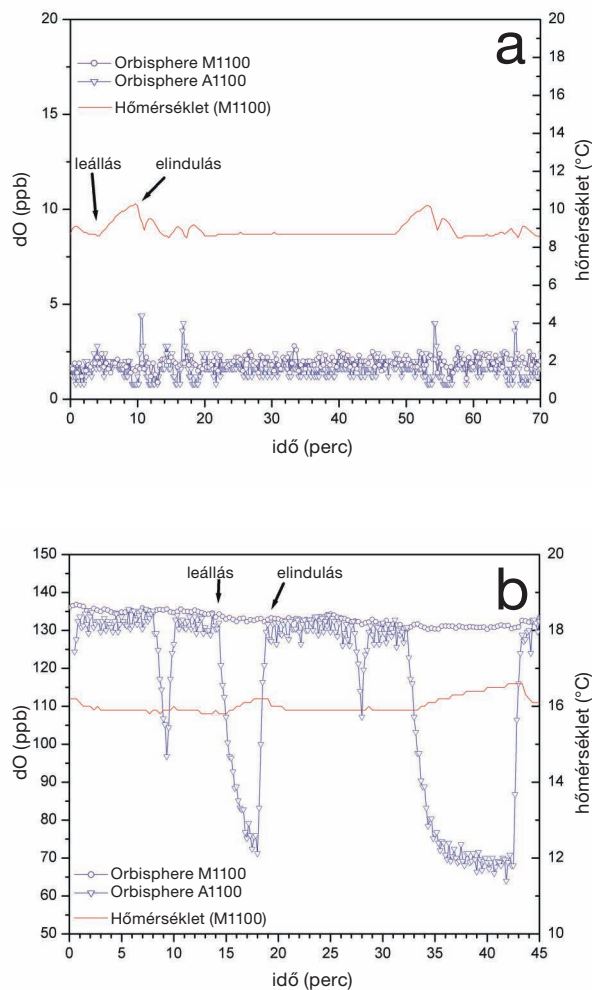 a
Orbisphere M1100
Orbisphere A1100
Hőmérséklet (M1100)
leállás
elindulás
dO (ppb)
20
15
10
5
0
hőmérséklet (°C)
20
18
16
14
12
10
8
6
4
2
0
0 10 20 30 40 50 60 70
idő (perc)
b
leállás
elindulás
dO (ppb)
150
140
130
120
110
100
90
80
70
60
50
hőmérséklet (°C)
20
18
16
14
12
10
Orbisphere M1100
Orbisphere A1100
Hőmérséklet (M1100)
0 5 10 15 20 25 30 35 40 45
idő (perc)